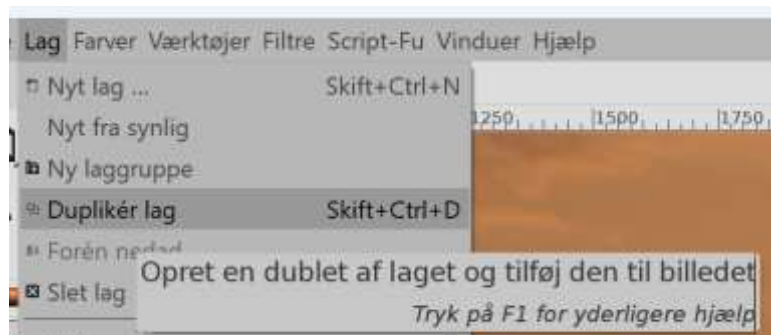 Lag Farver Værktøjer Filtre Script-Fu Vinduer Hjælp
Nyt lag ... Skift+Ctrl+N
1250 1500 1750
Nyt fra synlig
Ny laggruppe
Duplikér lag Skift+Ctrl+D
Forén nedad
Opret en dublet af laget og tilføj den til billedet
Slet lag
Tryk på F1 for yderligere hjælp